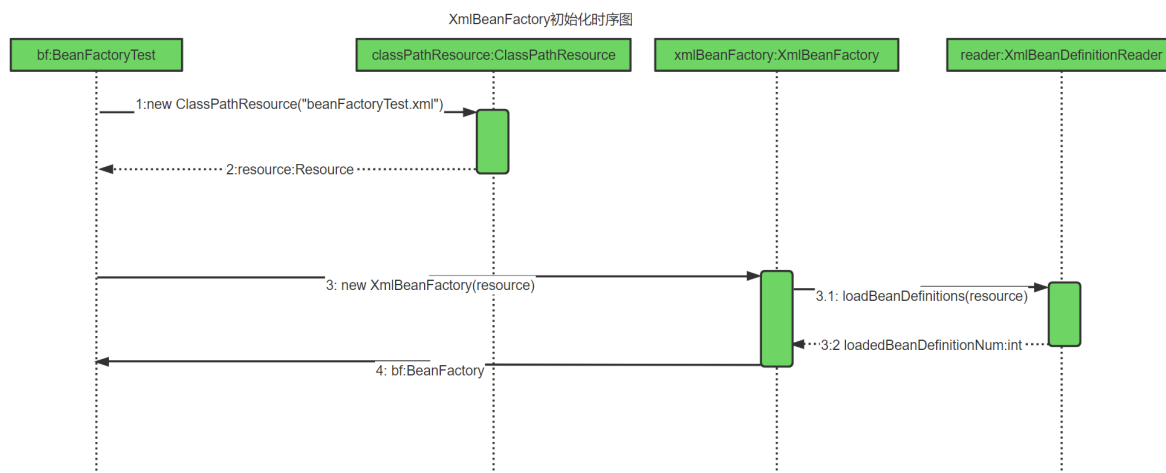 XmlBeanFactory初始化时序图
bf:BeanFactoryTest
classPathResource:ClassPathResource
xmlBeanFactory:XmlBeanFactory
reader:XmlBeanDefinitionReader
1:new ClassPathResource("beanFactoryTest.xml")
2:resource:Resource
3: new XmlBeanFactory(resource)
3.1: loadBeanDefinitions(resource)
3:2 loadedBeanDefinitionNum:int
4: bf:BeanFactory